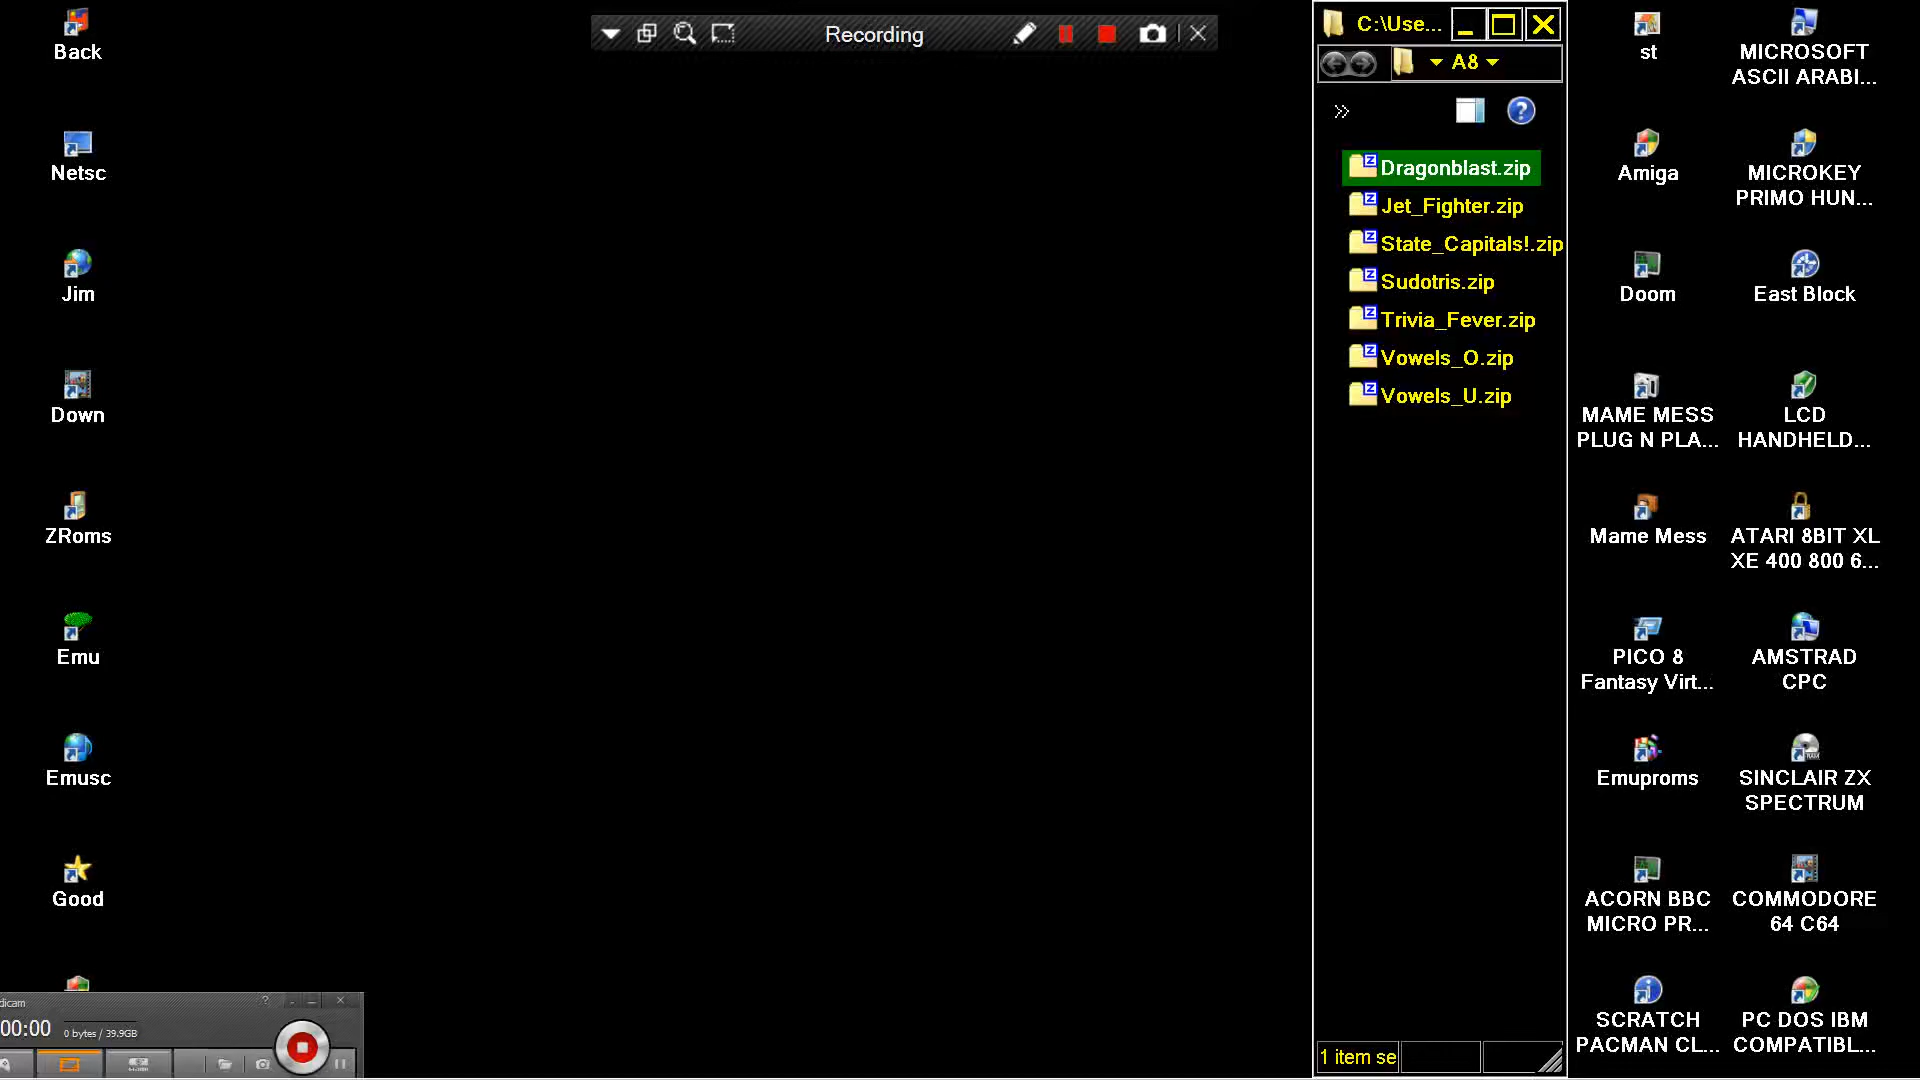 Back
Netsc
Jim
Down
ZRoms
Emu
Emusc
Good
dicam
00:00
0 bytes / 39.9GB
Recording
C:\Use...
A8
Dragonblast.zip
Jet_Fighter.zip
State_Capitals!.zip
Sudotris.zip
Trivia_Fever.zip
Vowels_O.zip
Vowels_U.zip
1 item se
st
Amiga
Doom
MAME MESS
PLUG N PLA...
Mame Mess
PICO 8
Fantasy Virt...
Emuproms
ACORN BBC
MICRO PR...
SCRATCH
PACMAN CL...
MICROSOFT
ASCII ARABI...
MICROKEY
PRIMO HUN...
East Block
LCD
HANDHELD...
ATARI 8BIT XL
XE 400 800 6...
AMSTRAD
CPC
SINCLAIR ZX
SPECTRUM
COMMODORE
64 C64
PC DOS IBM
COMPATIBL...